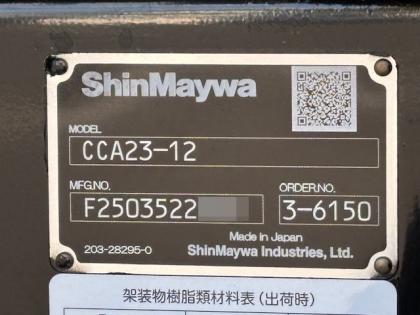 ShinMaywa
MODEL
CCA23-12
MFG.NO. ORDER.NO.
F2503522 3-6150
Made in Japan
203-28295-0 ShinMaywa Industries, Ltd.
架装物樹脂類材料表(出荷時)